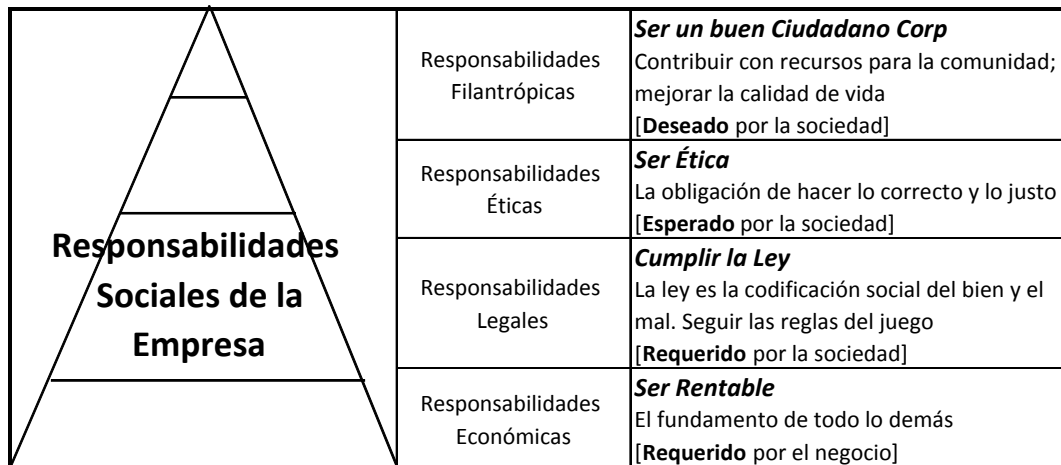 Responsabilidades
Sociales de la
Empresa
Responsabilidades
Filantrópicas
Ser un buen Ciudadano Corp
Contribuir con recursos para la comunidad;
mejorar la calidad de vida
[Deseado por la sociedad]
Responsabilidades
Éticas
Ser Ética
La obligación de hacer lo correcto y lo justo
[Esperado por la sociedad]
Responsabilidades
Legales
Cumplir la Ley
La ley es la codificación social del bien y el
mal. Seguir las reglas del juego
[Requerido por la sociedad]
Responsabilidades
Económicas
Ser Rentable
El fundamento de todo lo demás
[Requerido por el negocio]